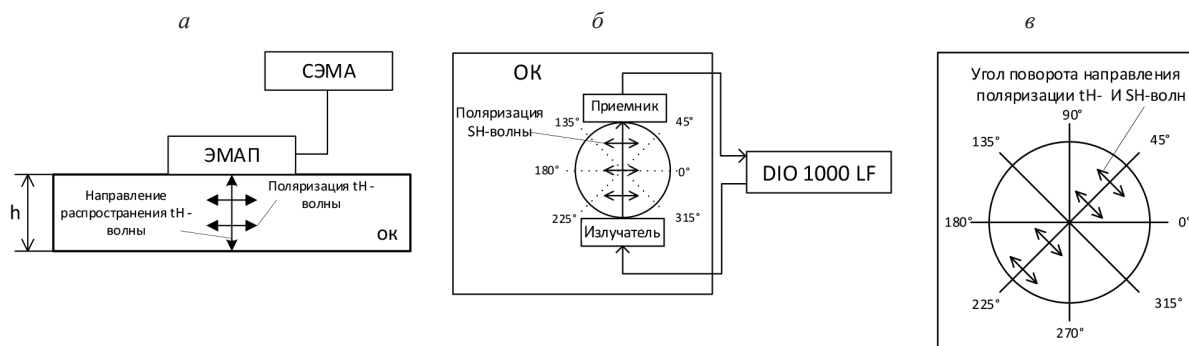 а
СЭМА
ЭМАП
h
Направление
распространения tH -
волны
Поляризация tH -
волны
ОК
б
ОК
Приемник
Поляризация
SH-волны
135˚
45˚
180˚
0˚
225˚
315˚
Излучатель
DIO 1000 LF
в
Угол поворота направления
поляризации tH- И SH-волн
90˚
135˚
45˚
180˚
0˚
225˚
315˚
270˚